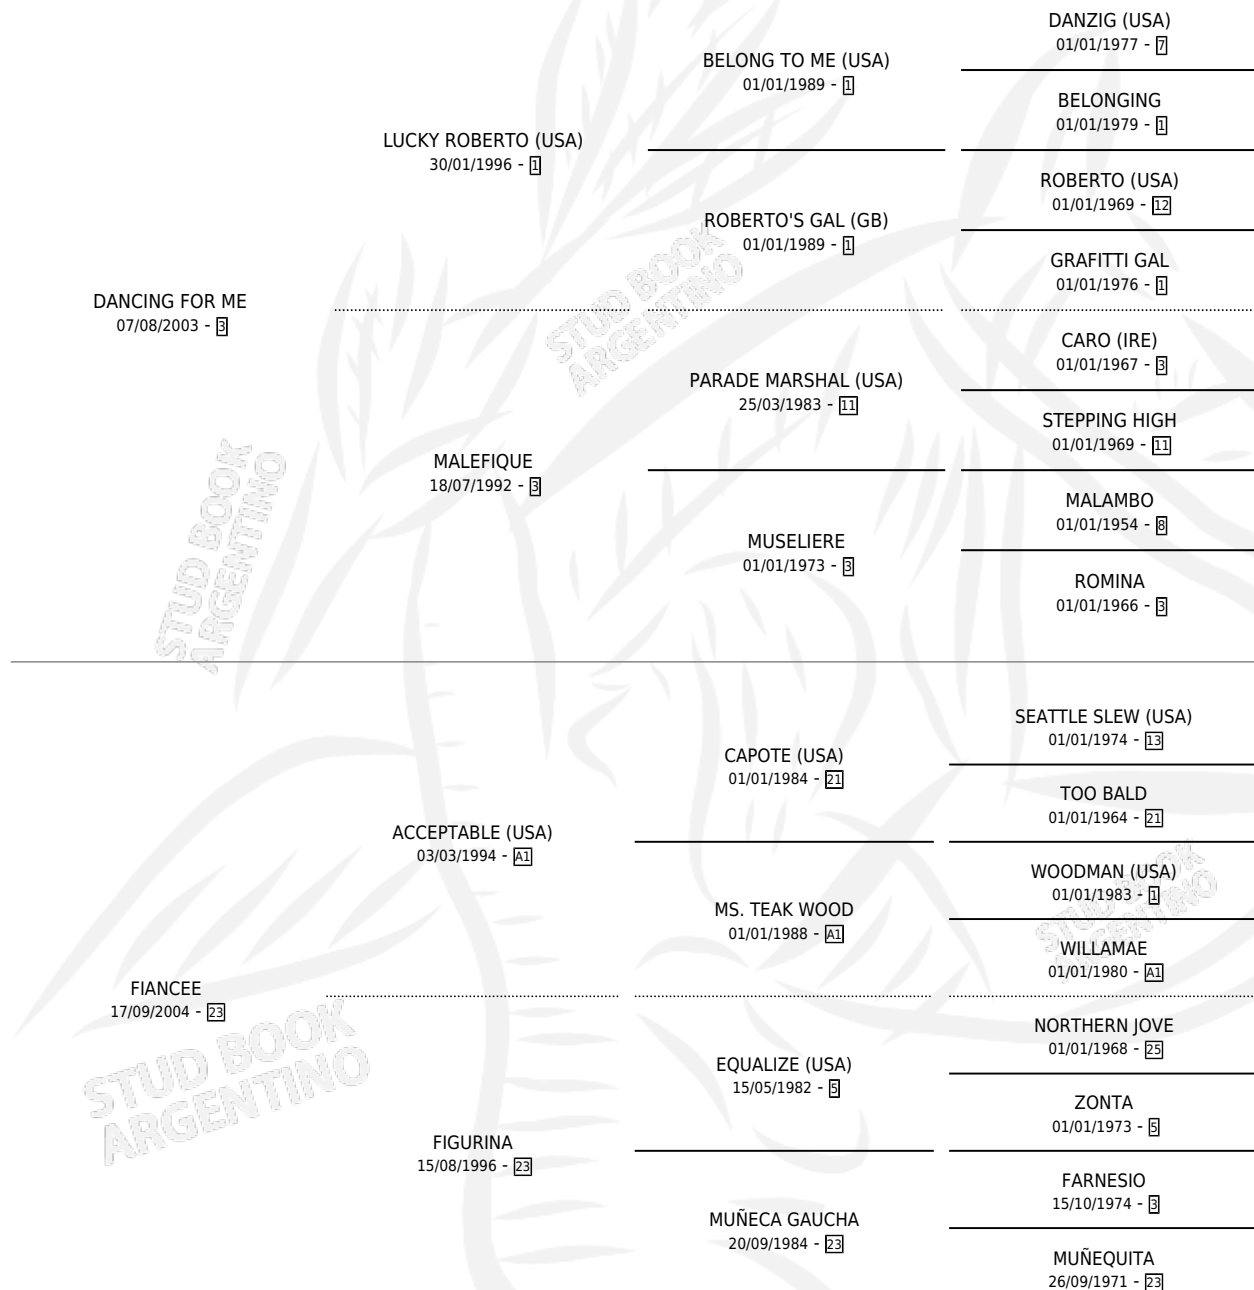 DANZIG (USA)
01/01/1977 - 7
BELONG TO ME (USA)
01/01/1989 - 1
BELONGING
01/01/1979 - 1
LUCKY ROBERTO (USA)
30/01/1996 - 1
ROBERTO (USA)
01/01/1969 - 12
ROBERTO'S GAL (GB)
01/01/1989 - 1
GRAFITTI GAL
01/01/1976 - 1
DANCING FOR ME
07/08/2003 - 3
CARO (IRE)
01/01/1967 - 3
PARADE MARSHAL (USA)
25/03/1983 - 11
STEPPING HIGH
01/01/1969 - 11
MALEFIQUE
18/07/1992 - 3
MALAMBO
01/01/1954 - 8
MUSELIERE
01/01/1973 - 3
ROMINA
01/01/1966 - 3
STUD BOOK
ARGENTINO
STUD BOOK
ARGENTINO
SEATTLE SLEW (USA)
01/01/1974 - 13
CAPOTE (USA)
01/01/1984 - 21
TOO BALD
01/01/1964 - 21
ACCEPTABLE (USA)
03/03/1994 - A1
WOODMAN (USA)
01/01/1983 - 1
MS. TEAK WOOD
01/01/1988 - A1
WILLAMAE
01/01/1980 - A1
FIANCEE
17/09/2004 - 23
NORTHERN JOVE
01/01/1968 - 25
EQUALIZE (USA)
15/05/1982 - 5
ZONTA
01/01/1973 - 5
FIGURINA
15/08/1996 - 23
FARNESIO
15/10/1974 - 3
MUÑECA GAUCHA
20/09/1984 - 23
MUÑEQUITA
26/09/1971 - 23
STUD BOOK
ARGENTINO
STUD BOOK
ARGENTINO